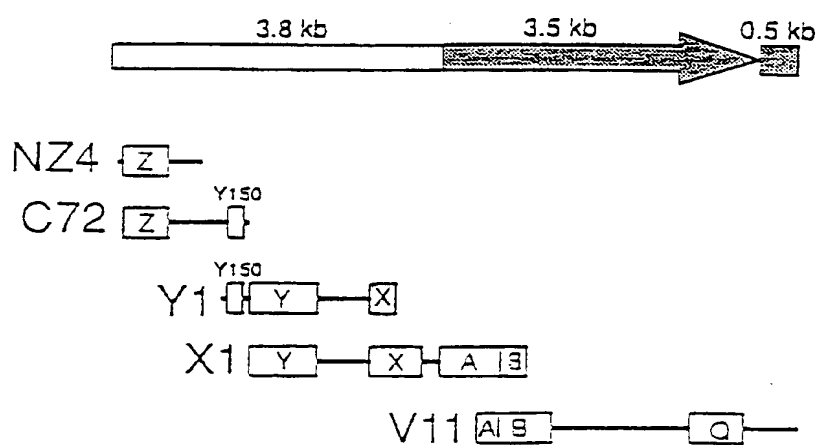 3.8 kb 3.5 kb 0.5 kb
NZ4 Z
Y150
C72 Z
Y150
Y1 Y X
X1 Y X A B
V11 A B Q